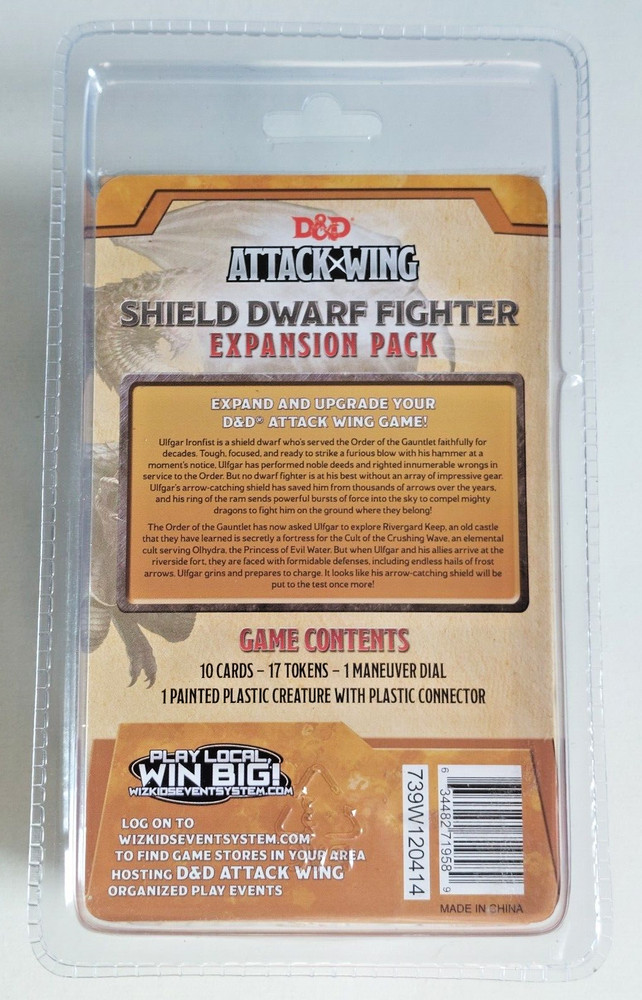 D&D®
ATTACK WING
SHIELD DWARF FIGHTER
EXPANSION PACK
EXPAND AND UPGRADE YOUR
D&D® ATTACK WING GAME!
Ulfgar Ironfist is a shield dwarf who's served the Order of the Gauntlet faithfully for
decades. Tough, focused, and ready to strike a furious blow with his hammer at a
moment's notice, Ulfgar has performed noble deeds and righted innumerable wrongs in
service to the Order. But no dwarf fighter is at his best without an array of impressive gear.
Ulfgar's arrow-catching shield has saved him from thousands of arrows over the years,
and his ring of the ram sends powerful bursts of force into the sky to compel mighty
dragons to fight him on the ground where they belong!
The Order of the Gauntlet has now asked Ulfgar to explore Rivergard Keep, an old castle
that they have learned is secretly a fortress for the Cult of the Crushing Wave, an elemental
cult serving Olhydra, the Princess of Evil Water. But when Ulfgar and his allies arrive at the
riverside fort, they are faced with formidable defenses, including endless hails of frost
arrows. Ulfgar grins and prepares to charge. It looks like his arrow-catching shield will be
put to the test once more!
GAME CONTENTS
10 CARDS – 17 TOKENS – 1 MANEUVER DIAL
1 PAINTED PLASTIC CREATURE WITH PLASTIC CONNECTOR
PLAY LOCAL,
WIN BIG!
WIZKIDSEVENTSYSTEM.COM
LOG ON TO
WIZKIDSEVENTSYSTEM.COM™
TO FIND GAME STORES IN YOUR AREA
HOSTING D&D ATTACK WING
ORGANIZED PLAY EVENTS
739W120414
6 34482 71958 9
MADE IN CHINA